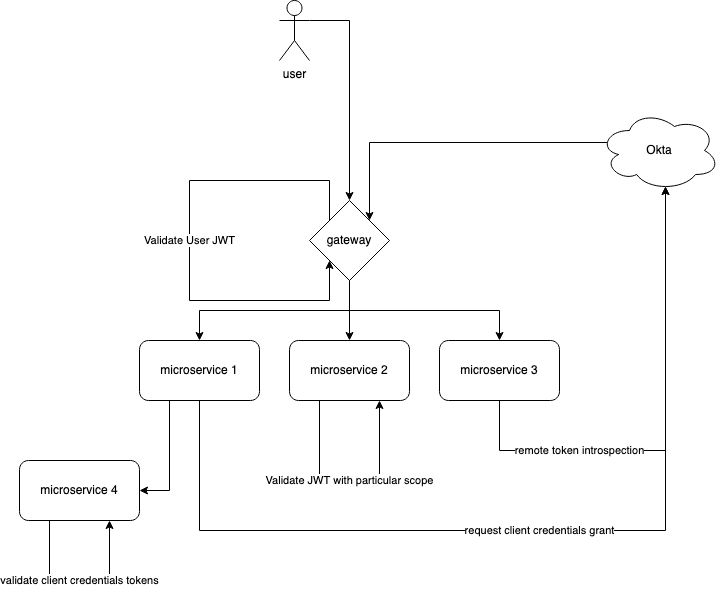 user
Okta
Validate User JWT
gateway
microservice 1
microservice 2
microservice 3
remote token introspection
Validate JWT with particular scope
microservice 4
request client credentials grant
validate client credentials tokens